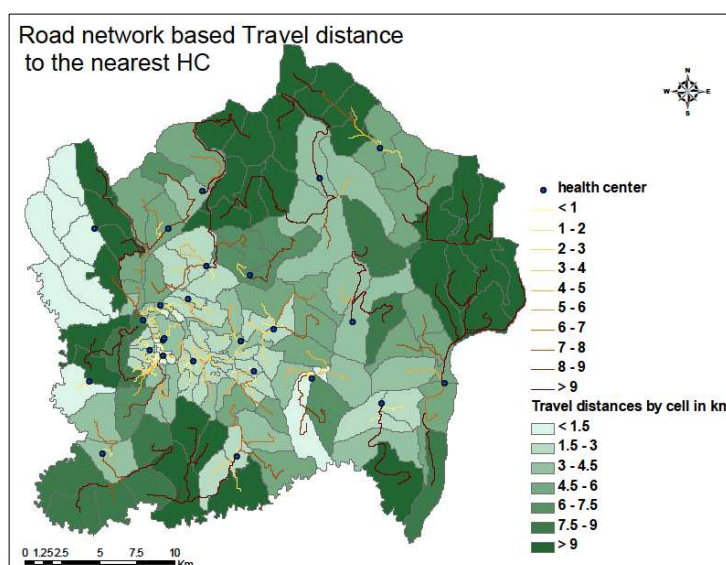 Road network based Travel distance
to the nearest HC
N
W E
S
health center
< 1
1 - 2
2 - 3
3 - 4
4 - 5
5 - 6
6 - 7
7 - 8
8 - 9
> 9
Travel distances by cell in km
< 1.5
1.5 - 3
3 - 4.5
4.5 - 6
6 - 7.5
7.5 - 9
> 9
0 1.25 2.5 5 7.5 10
Km